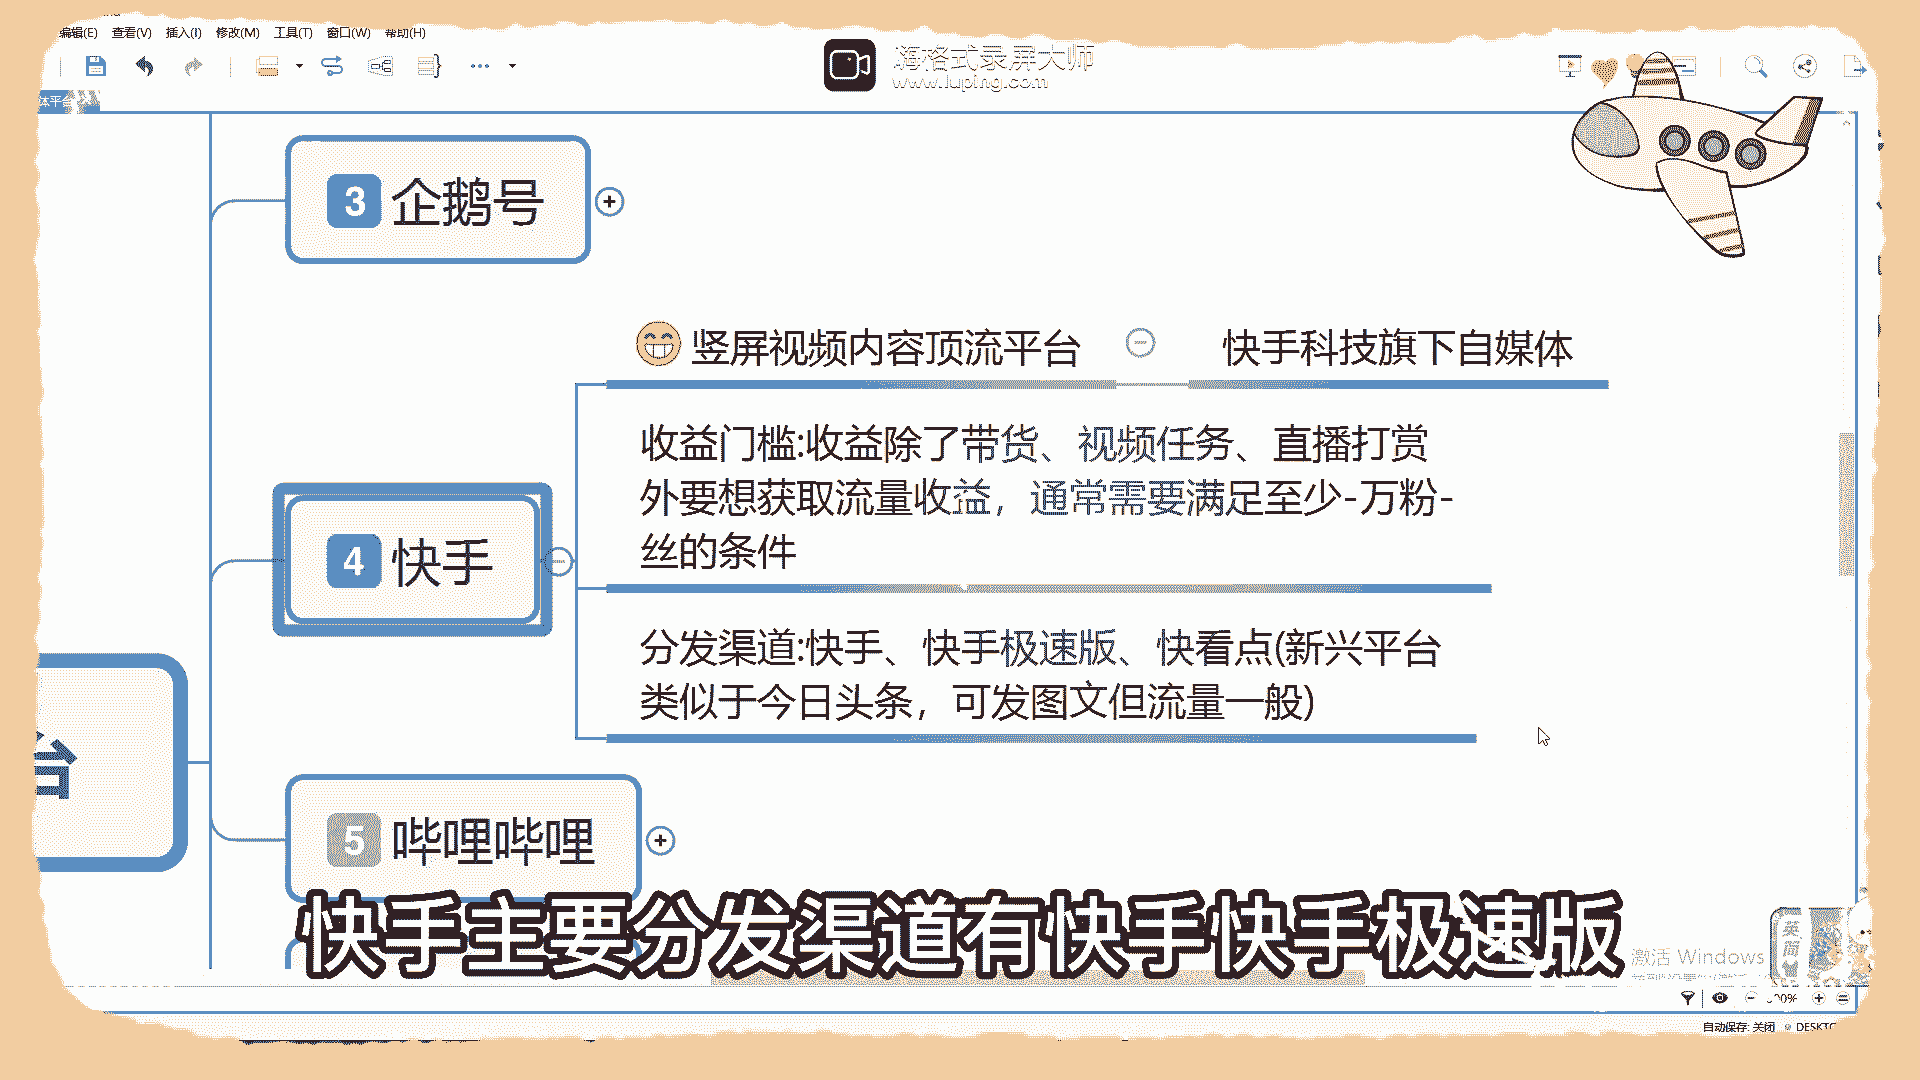 编辑(E) 查看(V) 插入(I) 修改(M) 工具(T) 窗口(W) 帮助(H)
嗨格式录屏大师
www.luping.com
体平台
3 企鹅号
竖屏视频内容顶流平台 快手科技旗下自媒体
收益门槛:收益除了带货、视频任务、直播打赏
外要想获取流量收益，通常需要满足至少-万粉-
丝的条件
4 快手
分发渠道:快手、快手极速版、快看点(新兴平台
类似于今日头条，可发图文但流量一般)
台
5 哔哩哔哩
快手主要分发渠道有快手快手极速版
激活 Windows
英
简
自动保存: 关闭